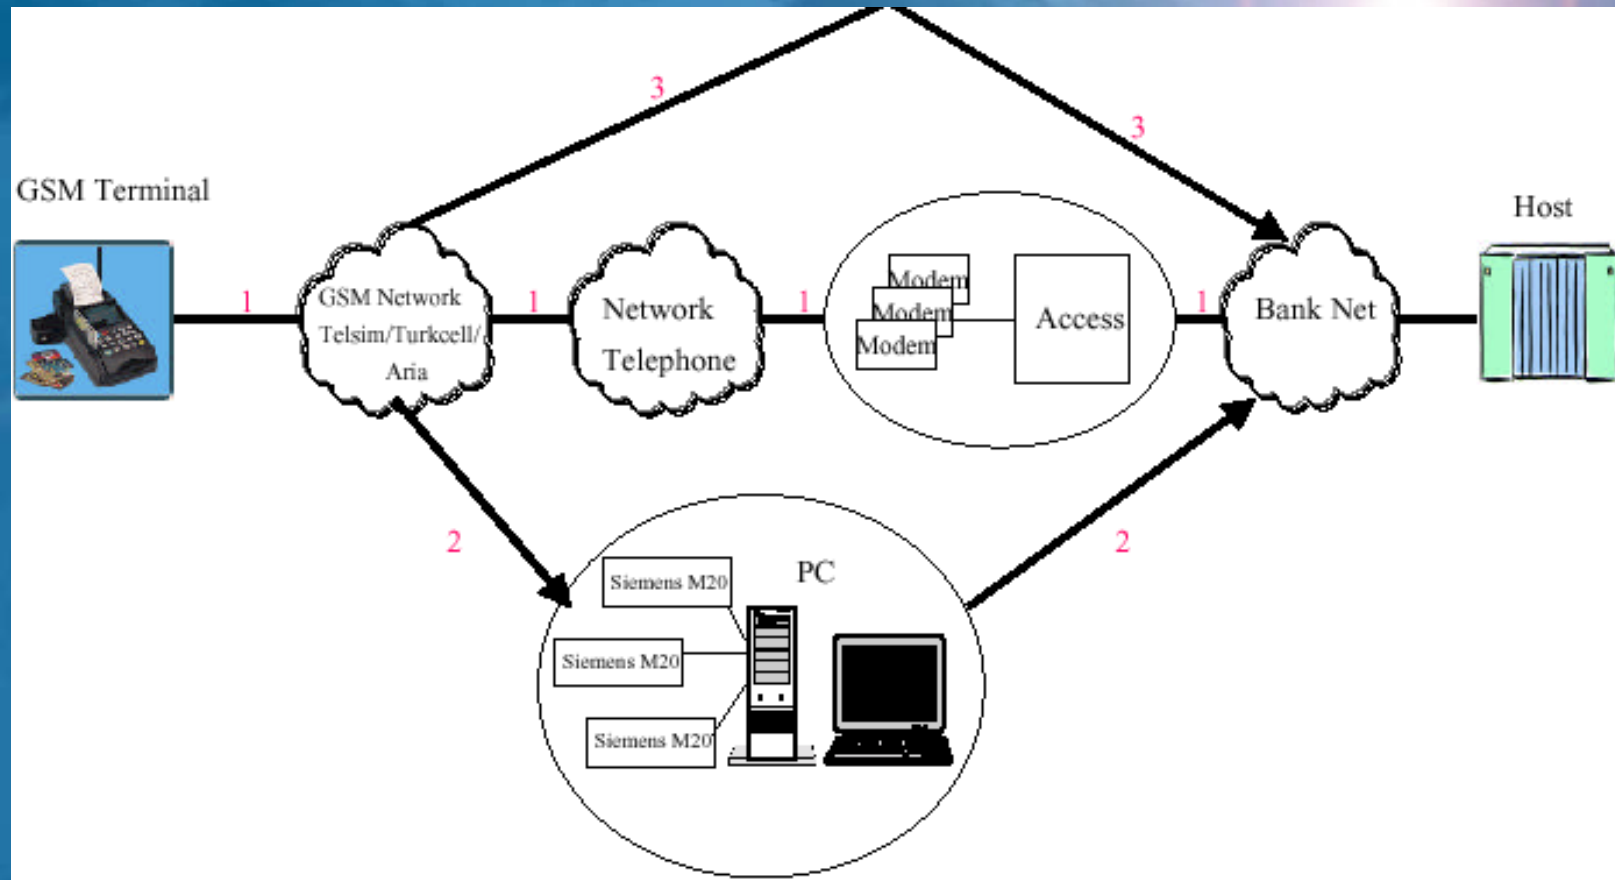 3
3
GSM Terminal
Host
1
GSM Network
Telsim/Turkcell/
Aria
1
Network
Telephone
1
Modem
Modem
Modem
Access
1
Bank Net
2
2
PC
Siemens M20
Siemens M20
Siemens M20